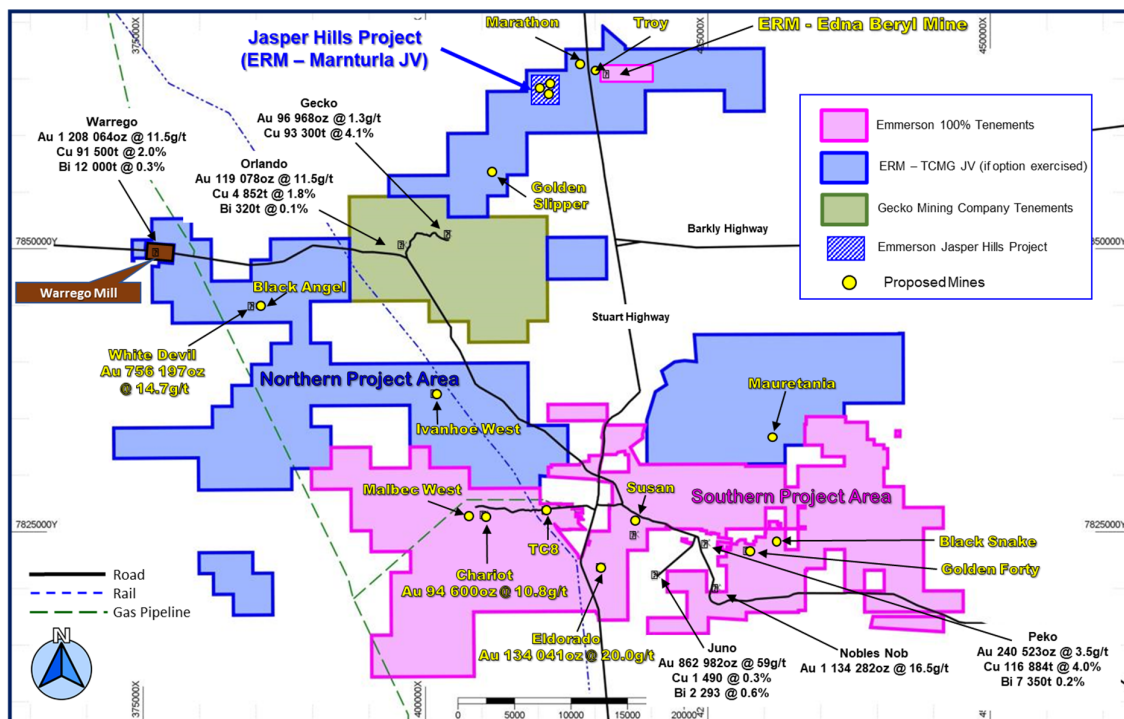 375000X
450000X
Marathon
Troy
ERM - Edna Beryl Mine
Jasper Hills Project
(ERM – Marnturla JV)
Warrego
Au 1 208 064oz @ 11.5g/t
Cu 91 500t @ 2.0%
Bi 12 000t @ 0.3%
Gecko
Au 96 968oz @ 1.3g/t
Cu 93 300t @ 4.1%
Orlando
Au 119 078oz @ 11.5g/t
Cu 4 852t @ 1.8%
Bi 320t @ 0.1%
Golden
Slipper
Emmerson 100% Tenements
ERM – TCMG JV (if option exercised)
Gecko Mining Company Tenements
Emmerson Jasper Hills Project
Proposed Mines
7850000Y
Barkly Highway
Warrego Mill
Black Angel
Stuart Highway
White Devil
Au 756 197oz
@ 14.7g/t
Northern Project Area
Mauretania
Ivanhoe West
Malbec West
Susan
Southern Project Area
7825000Y
7825000Y
TC8
Black Snake
Golden Forty
Chariot
Au 94 600oz @ 10.8g/t
Road
Rail
Gas Pipeline
N
Eldorado
Au 134 041oz @ 20.0g/t
Juno
Au 862 982oz @ 59g/t
Cu 1 490 @ 0.3%
Bi 2 293 @ 0.6%
Nobles Nob
Au 1 134 282oz @ 16.5g/t
Peko
Au 240 523oz @ 3.5g/t
Cu 116 884t @ 4.0%
Bi 7 350t 0.2%
375000X
0
5000
10000
15000